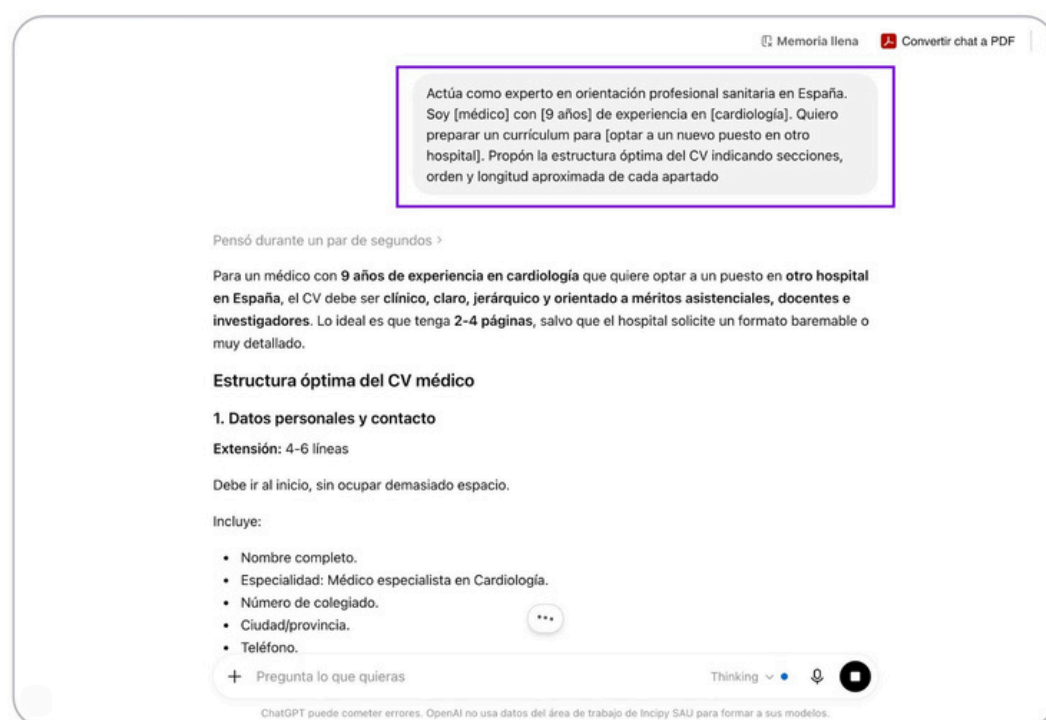 Memoria llena
Convertir chat a PDF
Actúa como experto en orientación profesional sanitaria en España.
Soy [médico] con [9 años] de experiencia en [cardiología]. Quiero
preparar un currículum para [optar a un nuevo puesto en otro
hospital]. Propón la estructura óptima del CV indicando secciones,
orden y longitud aproximada de cada apartado
Pensó durante un par de segundos >
Para un médico con 9 años de experiencia en cardiología que quiere optar a un puesto en otro hospital
en España, el CV debe ser clínico, claro, jerárquico y orientado a méritos asistenciales, docentes e
investigadores. Lo ideal es que tenga 2-4 páginas, salvo que el hospital solicite un formato baremable o
muy detallado.
Estructura óptima del CV médico
1. Datos personales y contacto
Extensión: 4-6 líneas
Debe ir al inicio, sin ocupar demasiado espacio.
Incluye:
• Nombre completo.
• Especialidad: Médico especialista en Cardiología.
• Número de colegiado.
• Ciudad/provincia.
• Teléfono.
Pregunta lo que quieras
Thinking
ChatGPT puede cometer errores. OpenAI no usa datos del área de trabajo de Incipy SAU para formar a sus modelos.